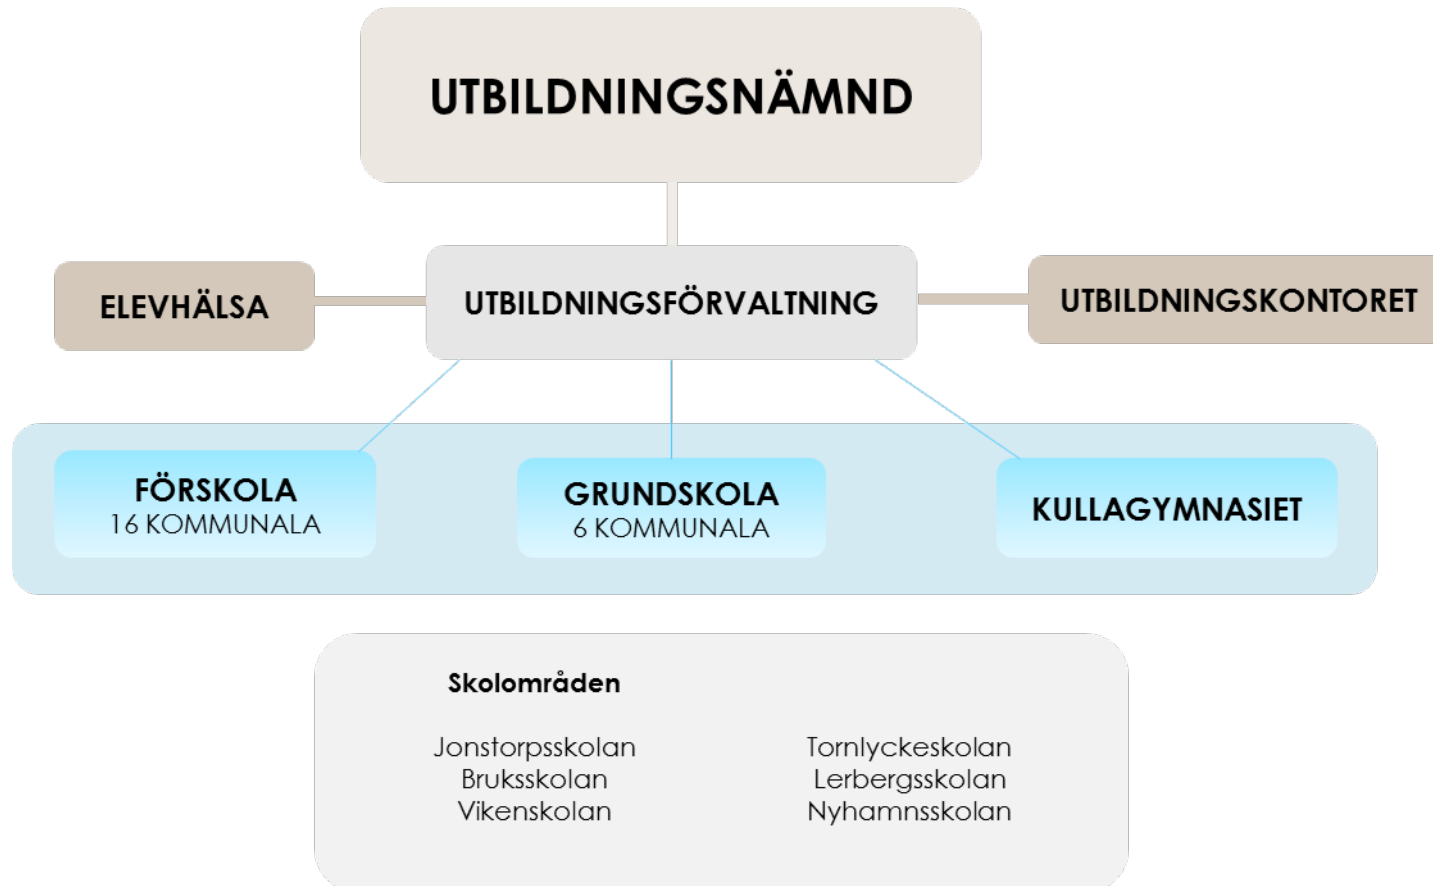 UTBILDNINGSNÄMND
ELEVHÄLSA
UTBILDNINGSFÖRVALTNING
UTBILDNINGSKONTORET
FÖRSKOLA
16 KOMMUNALA
GRUNDSKOLA
6 KOMMUNALA
KULLAGYMNASIET
Skolområden
Jonstorpsskolan
Bruksskolan
Vikenskolan
Tornlyckeskolan
Lerbergsskolan
Nyhamnsskolan